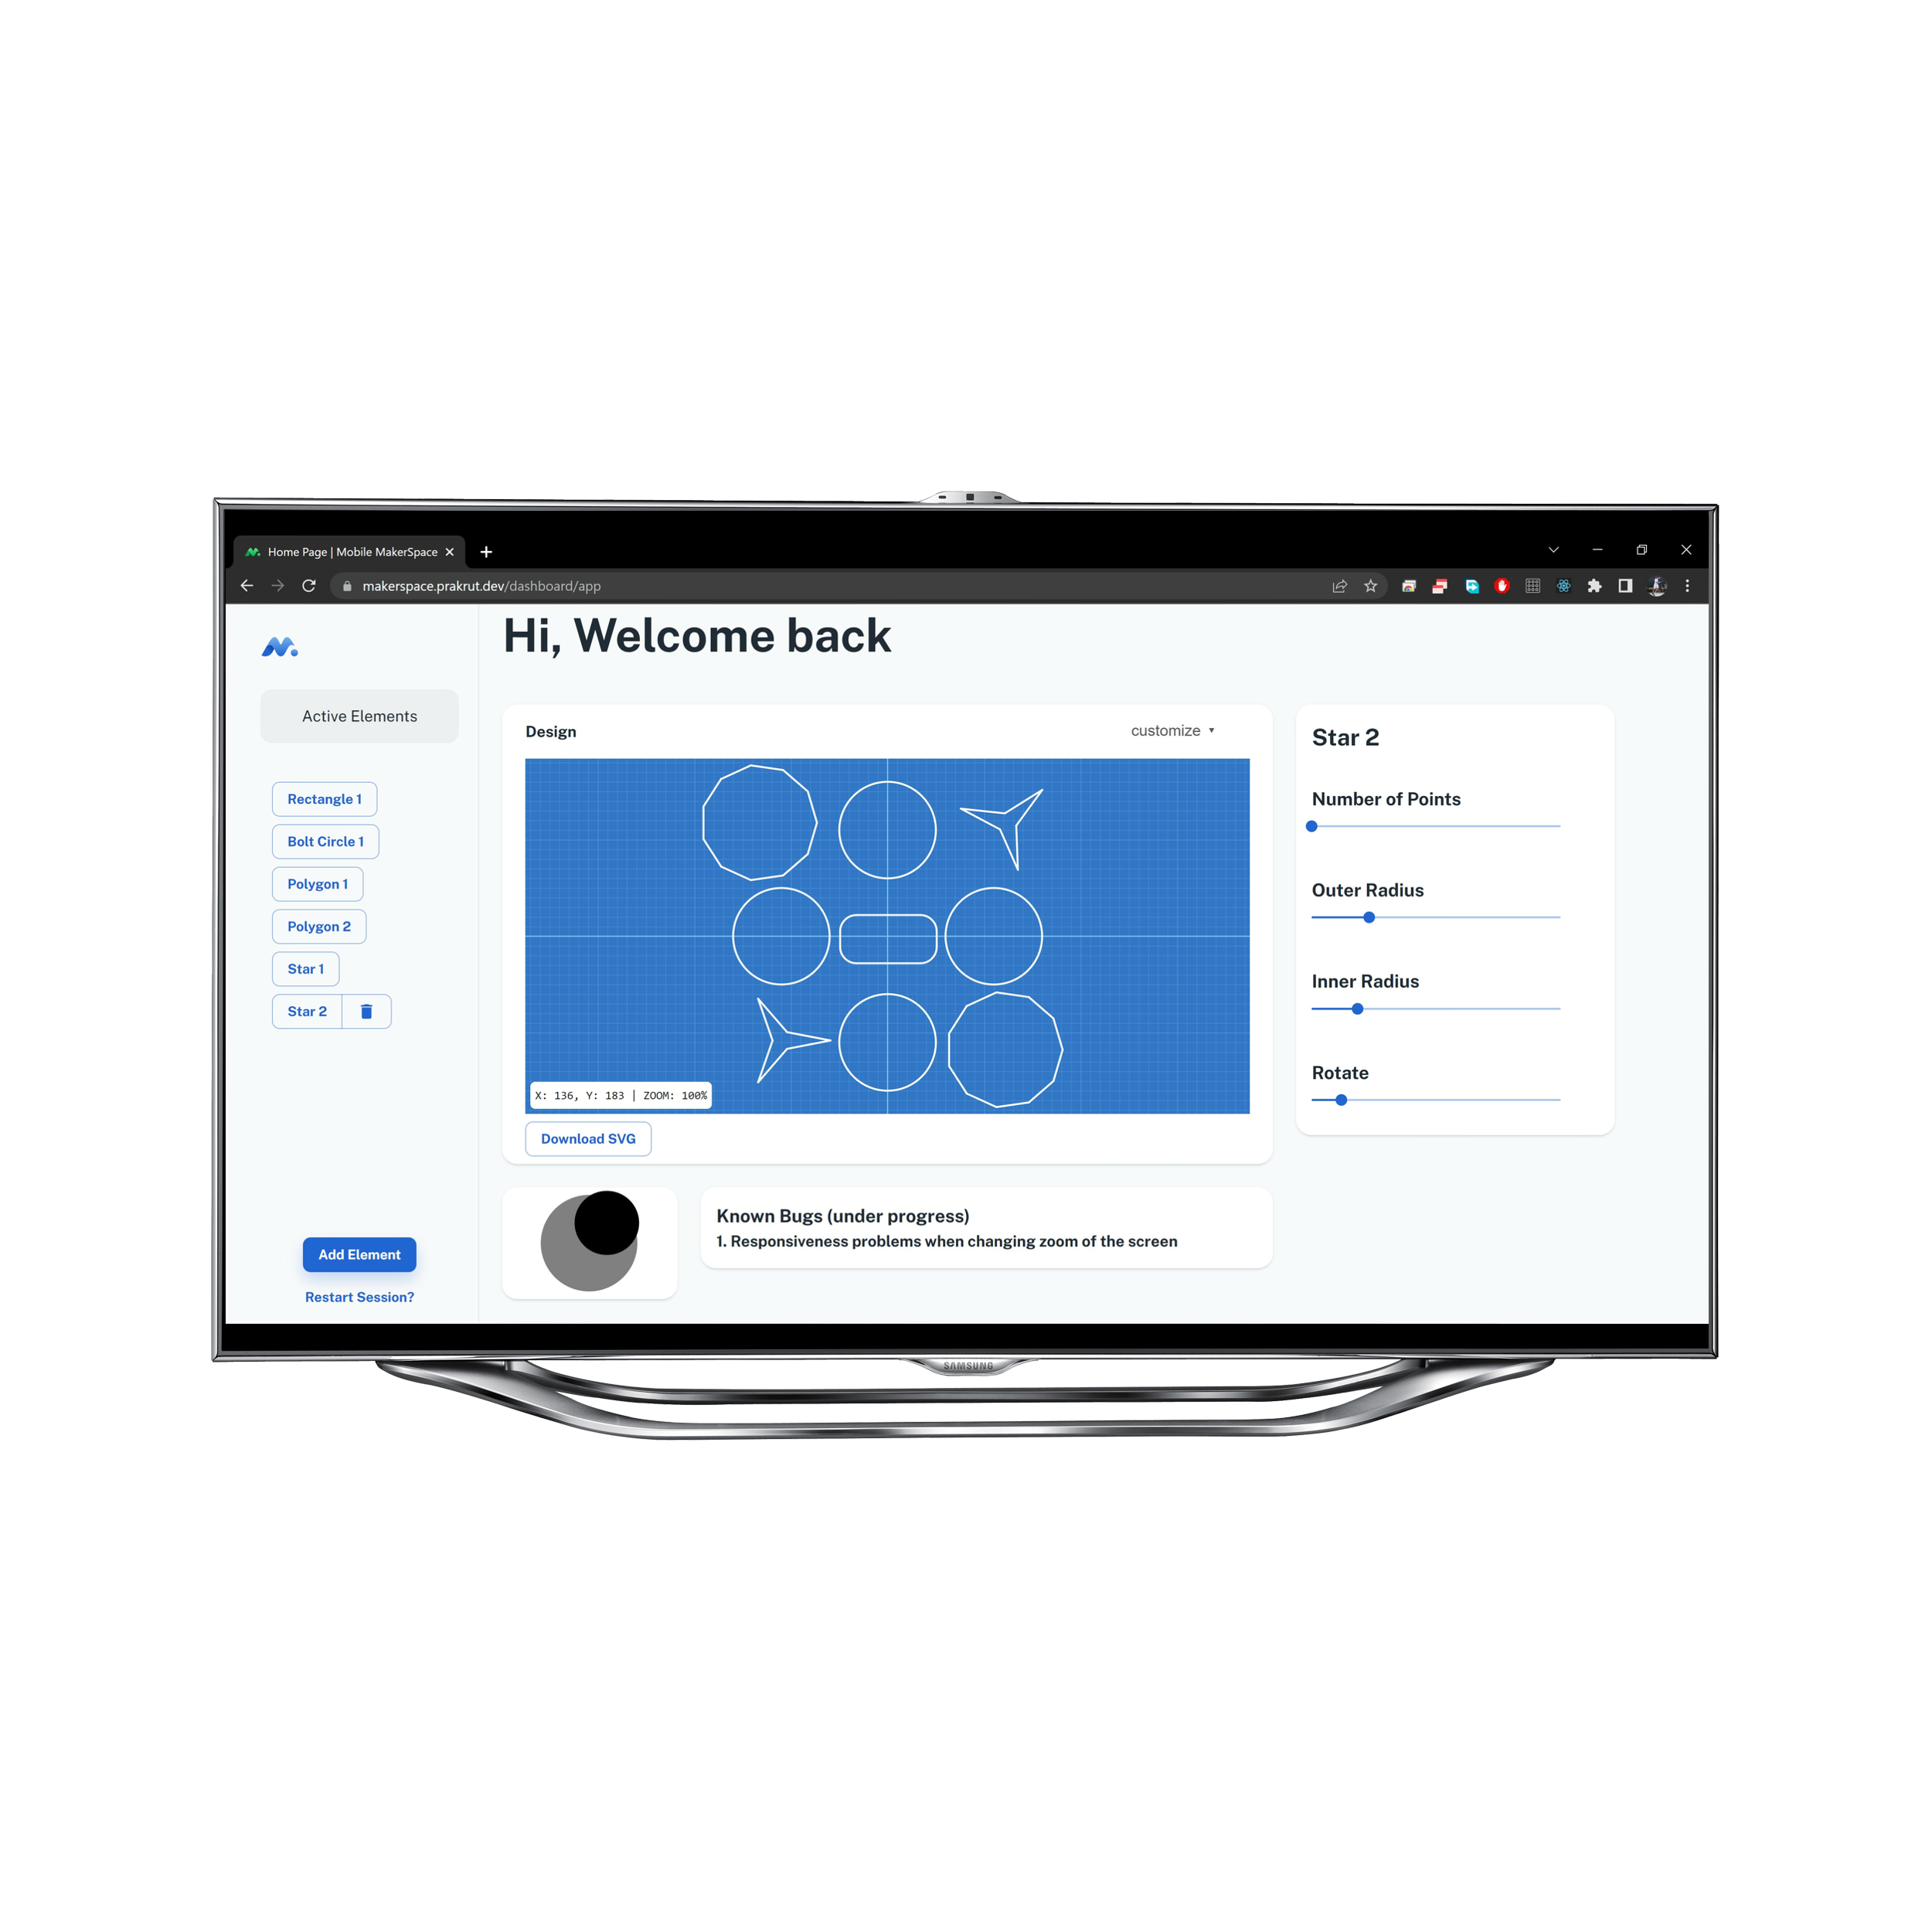 Home Page | Mobile MakerSpace
makerspace.prakrut.dev/dashboard/app
Hi, Welcome back
Active Elements
Rectangle 1
Bolt Circle 1
Polygon 1
Polygon 2
Star 1
Star 2
Add Element
Restart Session?
Design
customize
X: 136, Y: 183 | ZOOM: 100%
Download SVG
Known Bugs (under progress)
1. Responsiveness problems when changing zoom of the screen
Star 2
Number of Points
Outer Radius
Inner Radius
Rotate
SAMSUNG